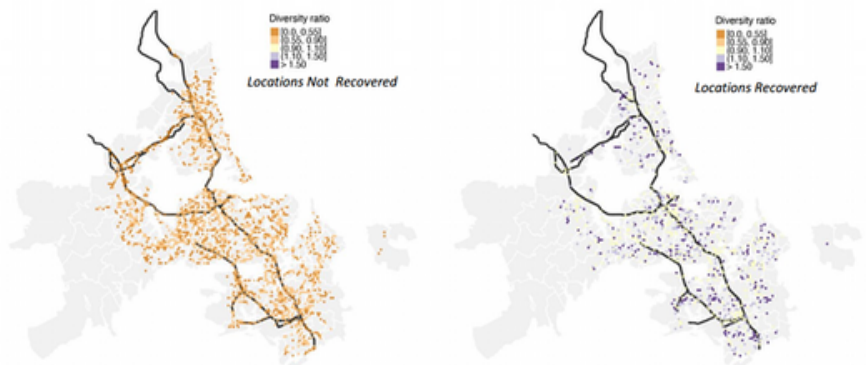 Diversity ratio
[0.0, 0.55]
(0.55, 0.90]
(0.90, 1.10]
(1.10, 1.50]
> 1.50
Locations Not Recovered
Diversity ratio
[0.0, 0.55]
(0.55, 0.90]
(0.90, 1.10]
(1.10, 1.50]
> 1.50
Locations Recovered